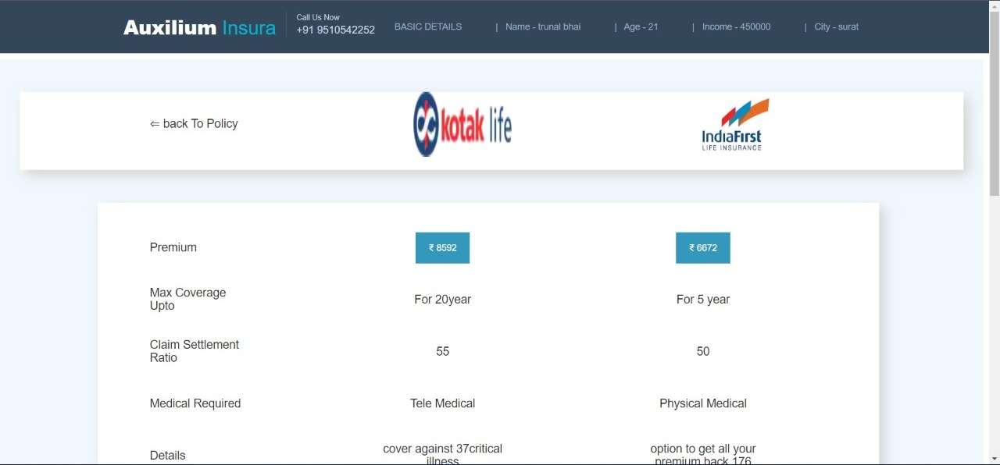 Auxilium Insura
Call Us Now
+91 9510542252
BASIC DETAILS | Name - trunal bhai | Age - 21 | Income - 450000 | City - surat
⇐ back To Policy
kotak life
IndiaFirst
LIFE INSURANCE
Premium ₹ 8592 ₹ 6672
Max Coverage
Upto
For 20year For 5 year
Claim Settlement
Ratio
55 50
Medical Required Tele Medical Physical Medical
Details
cover against 37critical
illness
option to get all your
premium back 176